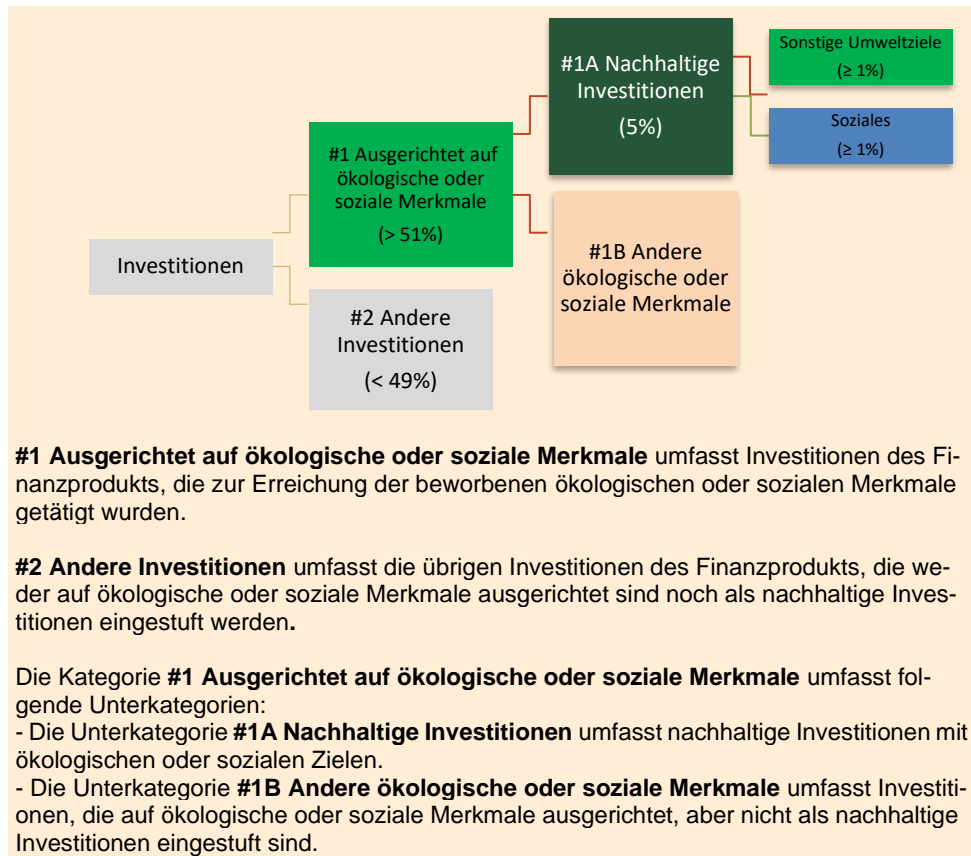 Sonstige Umweltziele
(≥ 1%)
#1A Nachhaltige
Investitionen
(5%)
Soziales
(≥ 1%)
#1 Ausgerichtet auf
ökologische oder
soziale Merkmale
(> 51%)
#1B Andere
ökologische oder
soziale Merkmale
Investitionen
#2 Andere
Investitionen
(< 49%)
#1 Ausgerichtet auf ökologische oder soziale Merkmale umfasst Investitionen des Fi-
nanzprodukts, die zur Erreichung der beworbenen ökologischen oder sozialen Merkmale
getätigt wurden.
#2 Andere Investitionen umfasst die übrigen Investitionen des Finanzprodukts, die we-
der auf ökologische oder soziale Merkmale ausgerichtet sind noch als nachhaltige Inves-
titionen eingestuft werden.
Die Kategorie #1 Ausgerichtet auf ökologische oder soziale Merkmale umfasst fol-
gende Unterkategorien:
- Die Unterkategorie #1A Nachhaltige Investitionen umfasst nachhaltige Investitionen mit
ökologischen oder sozialen Zielen.
- Die Unterkategorie #1B Andere ökologische oder soziale Merkmale umfasst Investiti-
onen, die auf ökologische oder soziale Merkmale ausgerichtet, aber nicht als nachhaltige
Investitionen eingestuft sind.